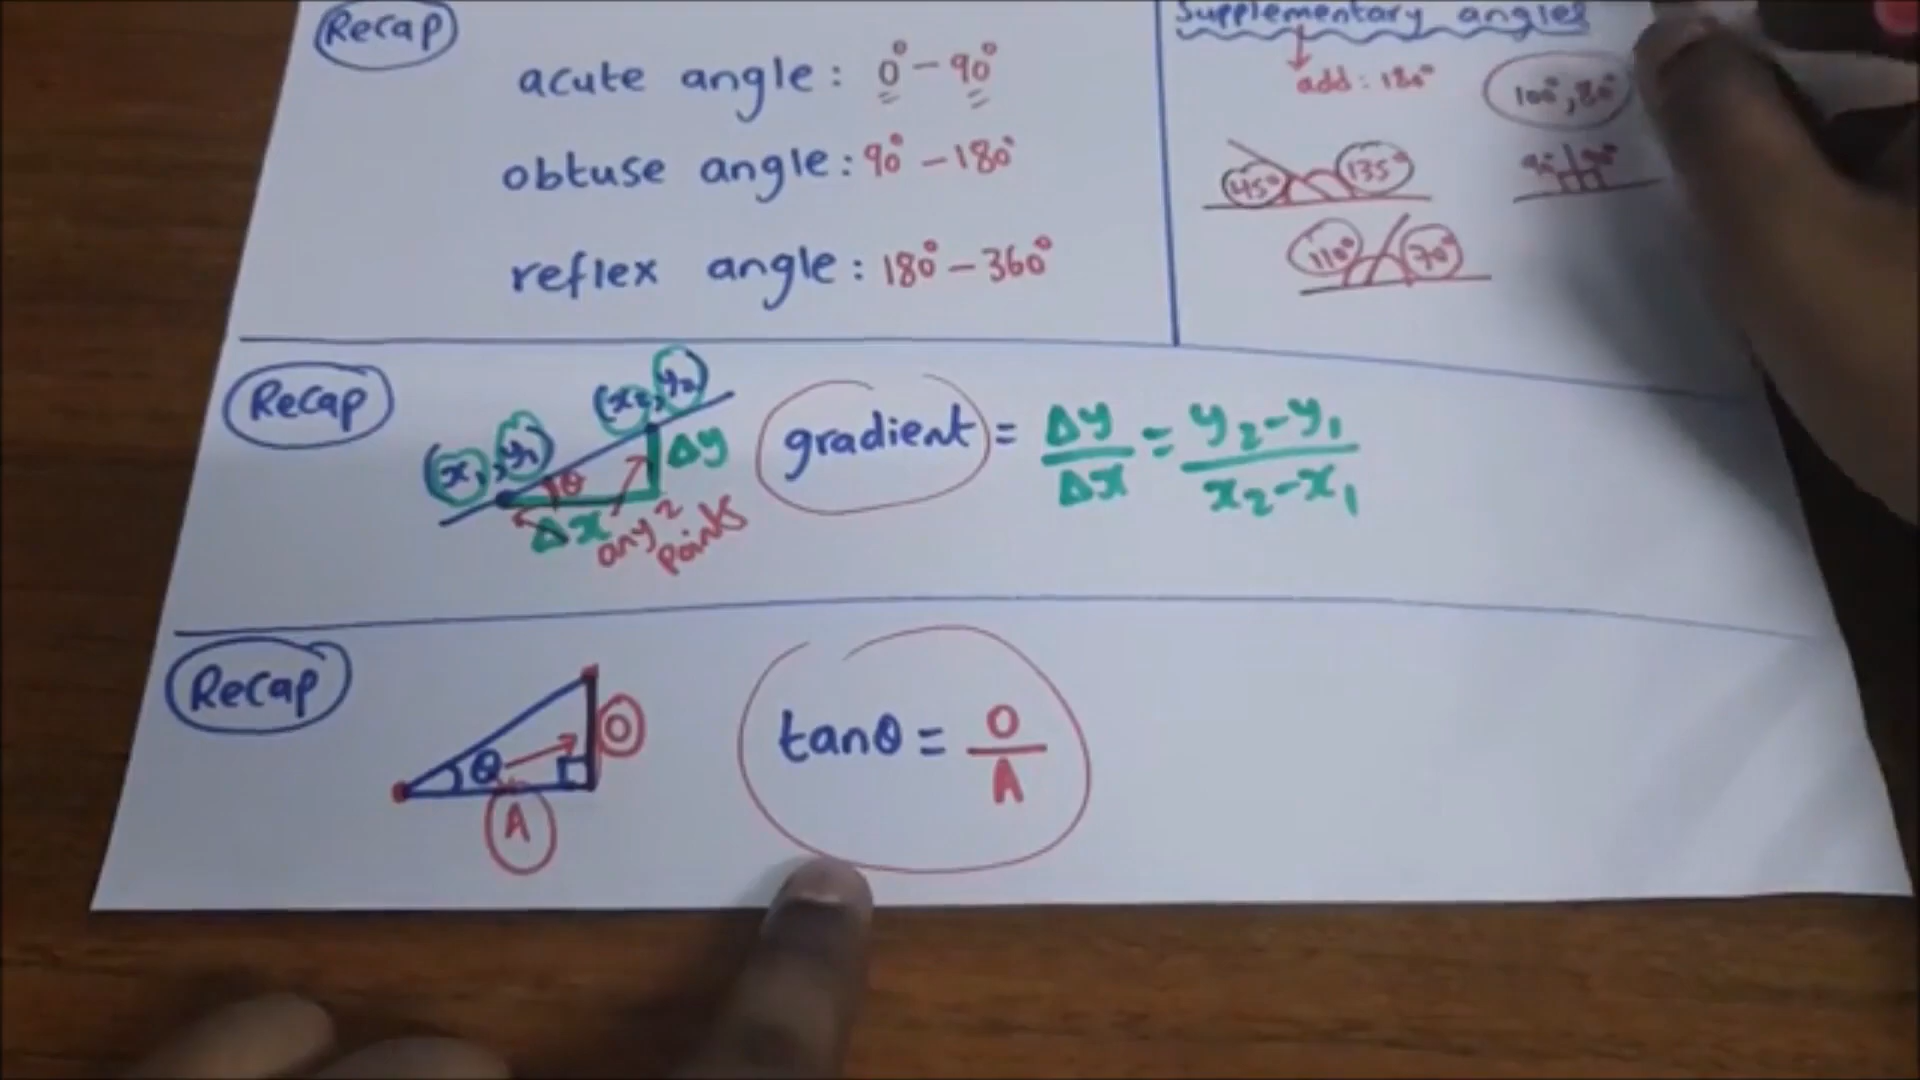 Recap
acute angle: 0° - 90°
obtuse angle: 90° - 180°
reflex angle: 180° - 360°
Supplementary angles
add: 180°
100°, 80°
45° 135°
90° 90°
110° 70°
Recap
(x₁, y₁)
(x₂, y₂)
θ
Δy
Δx
any 2 points
gradient = Δy/Δx = y₂-y₁/x₂-x₁
Recap
θ
O
A
tanθ = O/A